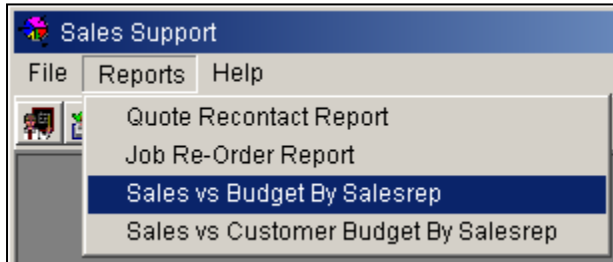 Sales Support
File Reports Help
Quote Recontact Report
Job Re-Order Report
Sales vs Budget By Salesrep
Sales vs Customer Budget By Salesrep